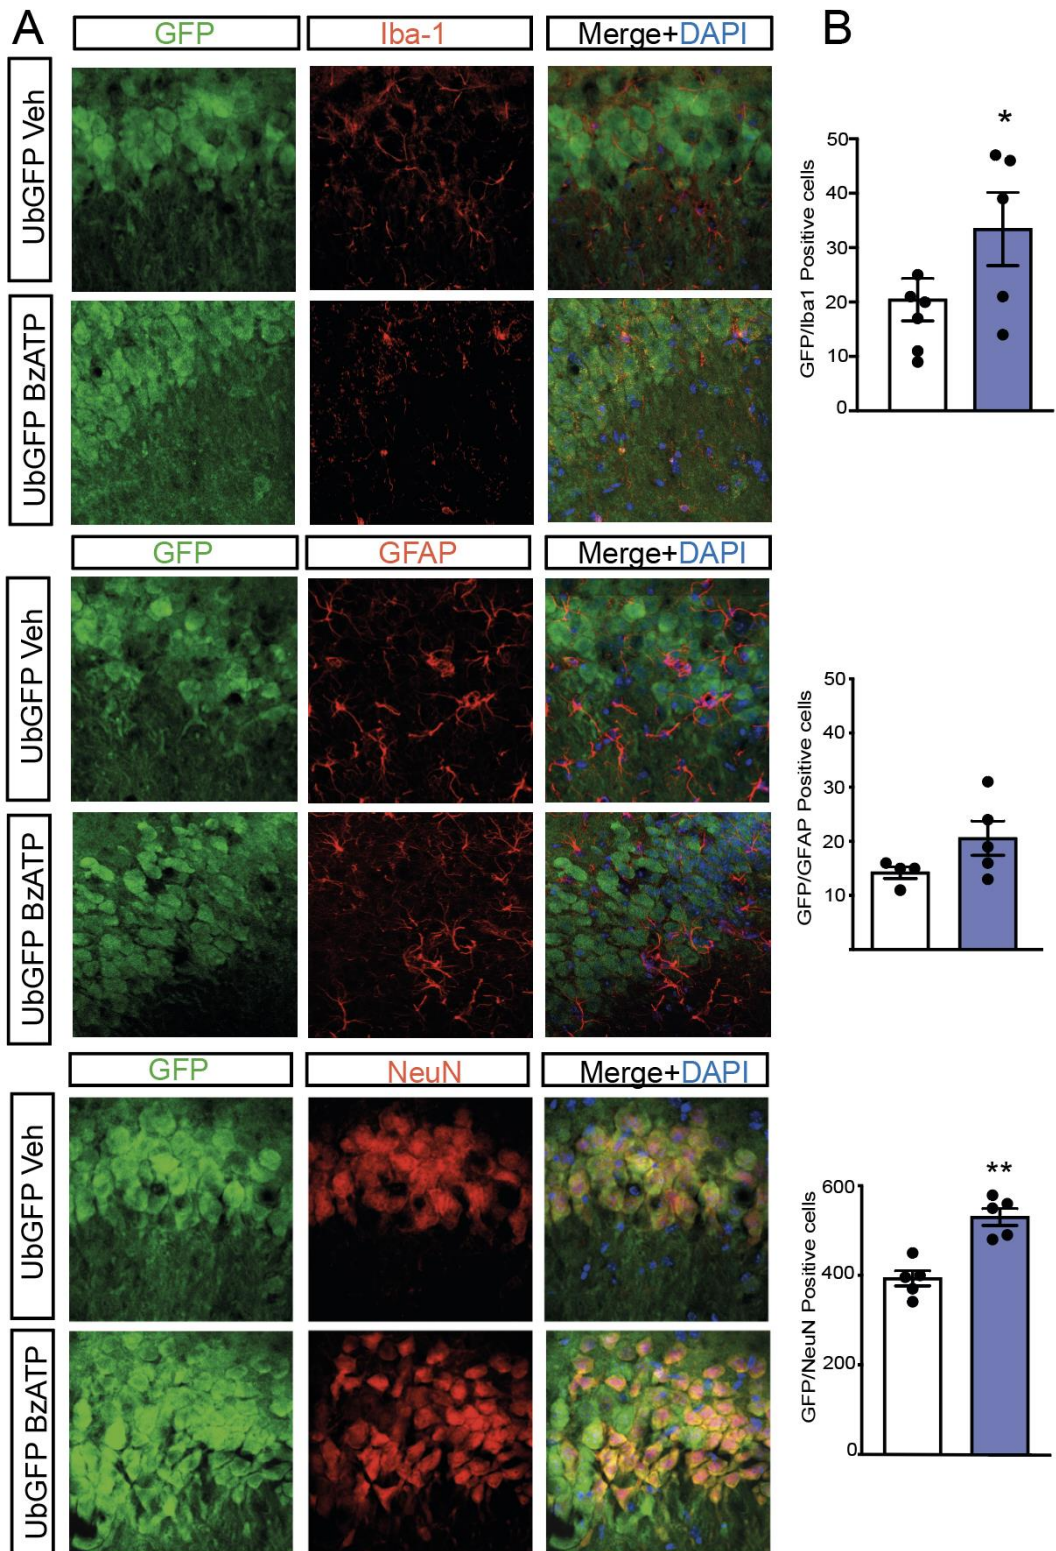 A
B
GFP
Iba-1
Merge+DAPI
UbGFP Veh
UbGFP BzATP
GFP/Iba1 Positive cells
50
40
30
20
10
0
*
GFP
GFAP
Merge+DAPI
UbGFP Veh
UbGFP BzATP
GFP/GFAP Positive cells
50
40
30
20
10
GFP
NeuN
Merge+DAPI
UbGFP Veh
UbGFP BzATP
GFP/NeuN Positive cells
600
400
200
0
**